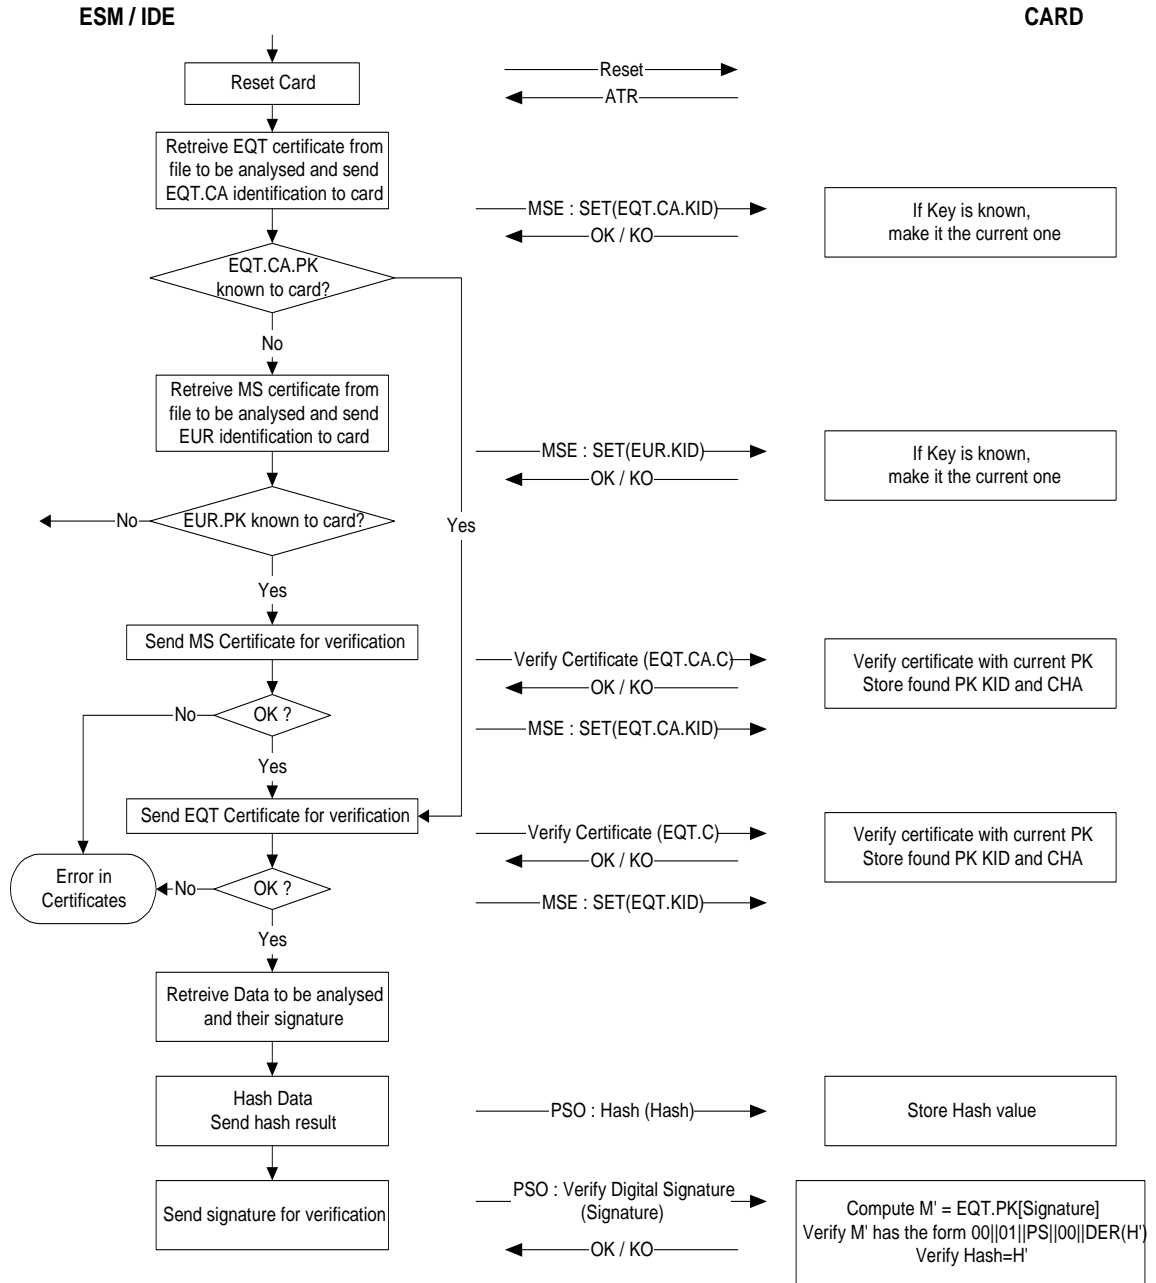 ESM / IDE
CARD
Reset Card
Reset
ATR
Retreive EQT certificate from
file to be analysed and send
EQT.CA identification to card
MSE : SET(EQT.CA.KID)
OK / KO
If Key is known,
make it the current one
EQT.CA.PK
known to card?
No
Retreive MS certificate from
file to be analysed and send
EUR identification to card
MSE : SET(EUR.KID)
OK / KO
If Key is known,
make it the current one
No
EUR.PK known to card?
Yes
Yes
Send MS Certificate for verification
Verify Certificate (EQT.CA.C)
OK / KO
Verify certificate with current PK
Store found PK KID and CHA
No
OK ?
MSE : SET(EQT.CA.KID)
Yes
Send EQT Certificate for verification
Verify Certificate (EQT.C)
OK / KO
Verify certificate with current PK
Store found PK KID and CHA
Error in
Certificates
No
OK ?
MSE : SET(EQT.KID)
Yes
Retreive Data to be analysed
and their signature
Hash Data
Send hash result
PSO : Hash (Hash)
Store Hash value
Send signature for verification
PSO : Verify Digital Signature
(Signature)
OK / KO
Compute M' = EQT.PK[Signature]
Verify M' has the form 00||01||PS||00||DER(H')
Verify Hash=H'